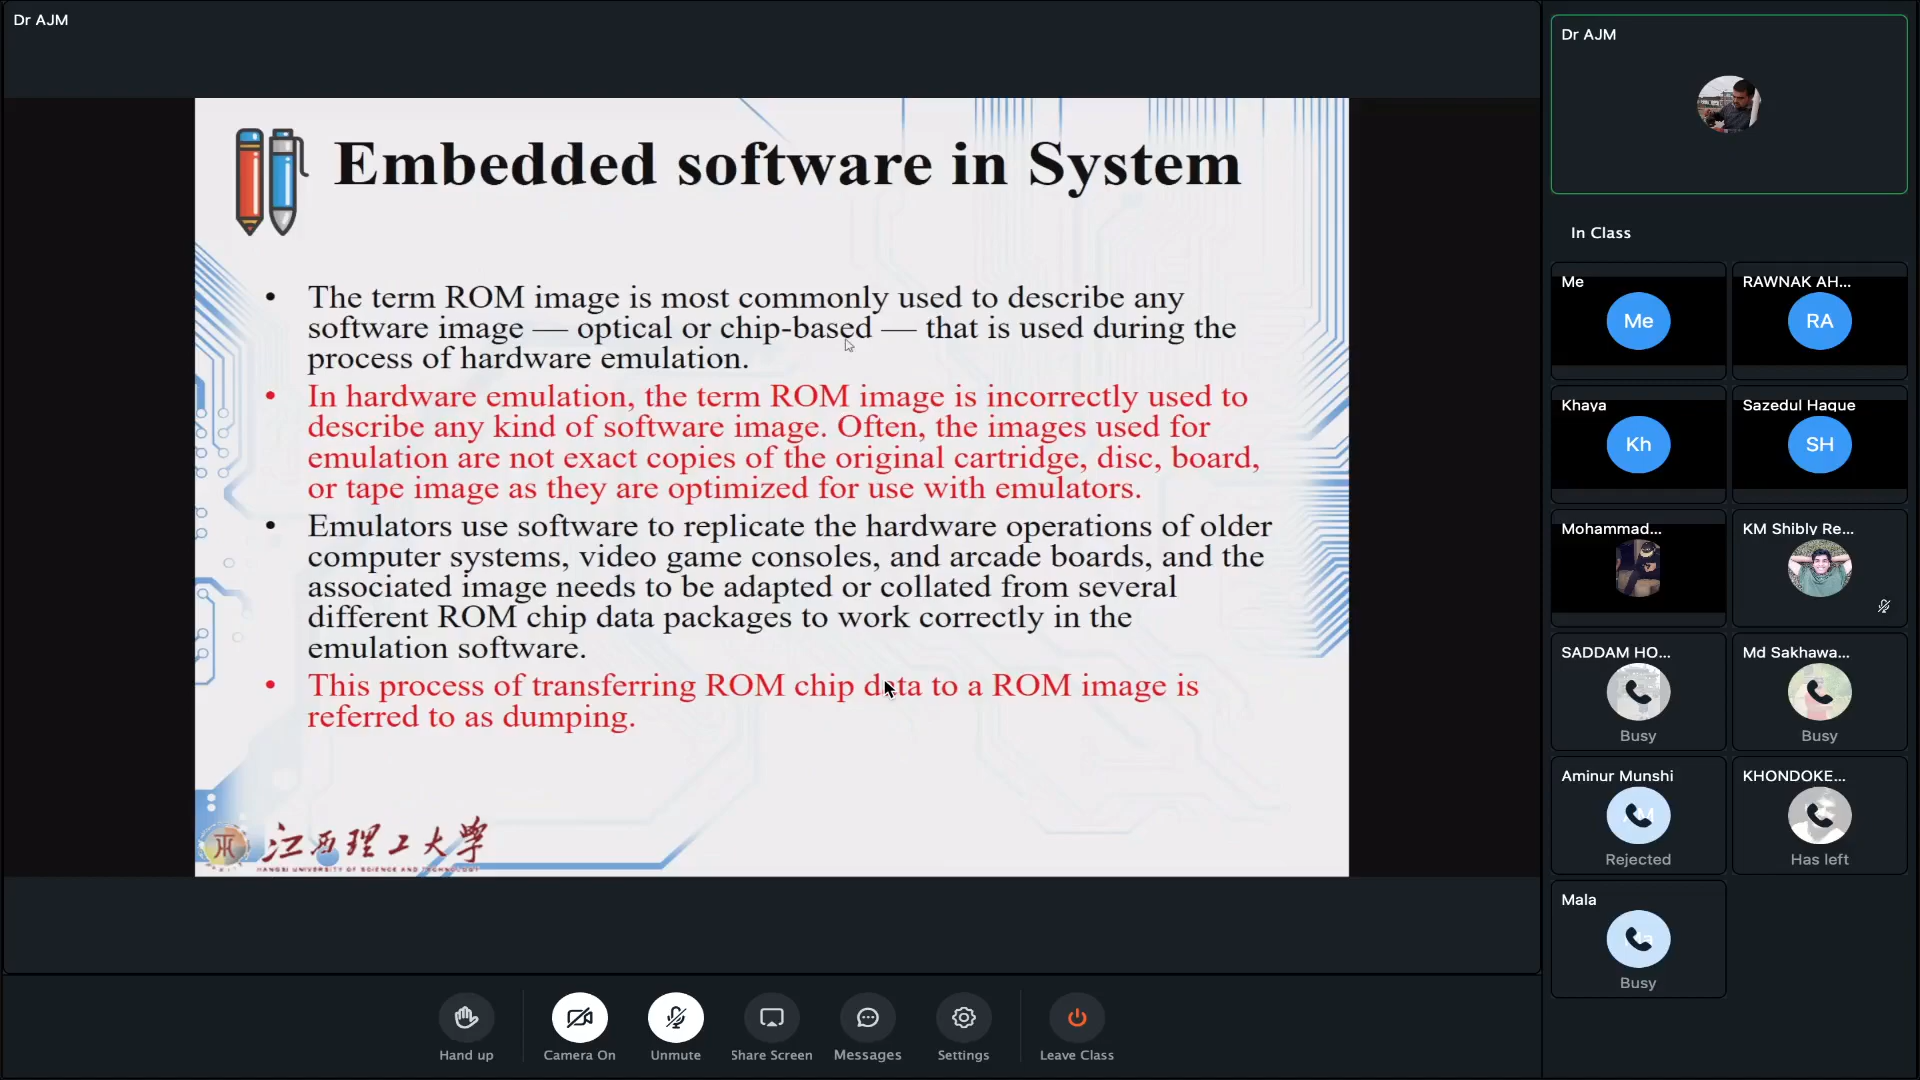 Dr AJM
Embedded software in System
• The term ROM image is most commonly used to describe any
software image — optical or chip-based — that is used during the
process of hardware emulation.
• In hardware emulation, the term ROM image is incorrectly used to
describe any kind of software image. Often, the images used for
emulation are not exact copies of the original cartridge, disc, board,
or tape image as they are optimized for use with emulators.
• Emulators use software to replicate the hardware operations of older
computer systems, video game consoles, and arcade boards, and the
associated image needs to be adapted or collated from several
different ROM chip data packages to work correctly in the
emulation software.
• This process of transferring ROM chip data to a ROM image is
referred to as dumping.
江西理工大学
JIANGXI UNIVERSITY OF SCIENCE AND TECHNOLOGY
Dr AJM
In Class
Me
Me
RAWNAK AH...
RA
Khaya
Kh
Sazedul Haque
SH
Mohammad...
KM Shibly Re...
SADDAM HO...
Busy
Md Sakhawa...
Busy
Aminur Munshi
Rejected
KHONDOKE...
Has left
Mala
Busy
Hand up
Camera On
Unmute
Share Screen
Messages
Settings
Leave Class